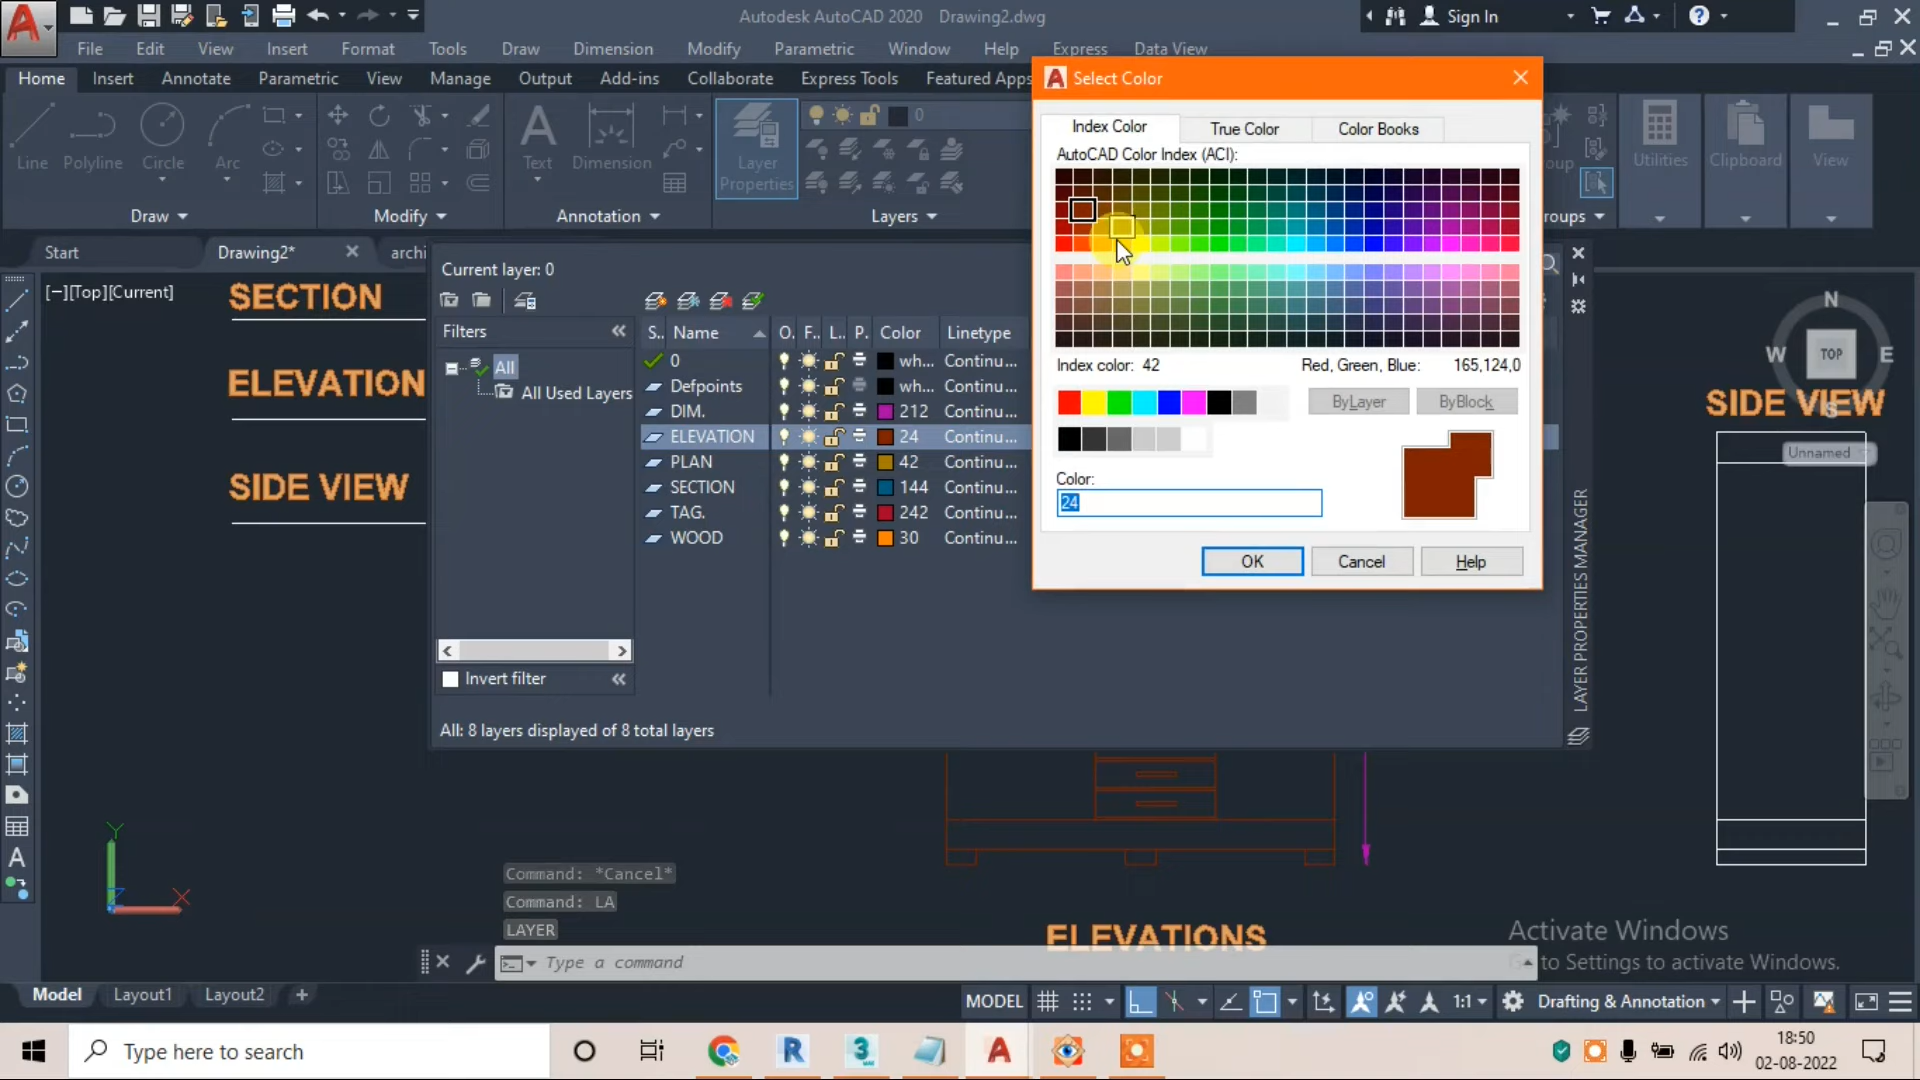 Autodesk AutoCAD 2020 Drawing2.dwg
Sign In
File Edit View Insert Format Tools Draw Dimension Modify Parametric Window Help Express Data View
Home Insert Annotate Parametric View Manage Output Add-ins Collaborate Express Tools Featured Apps
Line Polyline Circle Arc
Text Dimension
Layer Properties
0
Utilities Clipboard View
Draw Modify Annotation Layers
Start Drawing2*
[−][Top][Current]
SECTION
ELEVATION
SIDE VIEW
Current layer: 0
Filters
All
All Used Layers
Invert filter
All: 8 layers displayed of 8 total layers
S.. Name O. F.. L.. P. Color Linetype
0 wh... Continu...
Defpoints wh... Continu...
DIM. 212 Continu...
ELEVATION 24 Continu...
PLAN 42 Continu...
SECTION 144 Continu...
TAG. 242 Continu...
WOOD 30 Continu...
Select Color
Index Color True Color Color Books
AutoCAD Color Index (ACI):
Index color: 42 Red, Green, Blue: 165,124,0
ByLayer ByBlock
Color:
24
OK Cancel Help
LAYER PROPERTIES MANAGER
N
W TOP E
S
SIDE VIEW
Unnamed
Y
X
ELEVATIONS
Command: *Cancel*
Command: LA
LAYER
Type a command
Activate Windows
to Settings to activate Windows.
Model Layout1 Layout2 +
MODEL 1:1 Drafting & Annotation
Type here to search
18:50
02-08-2022